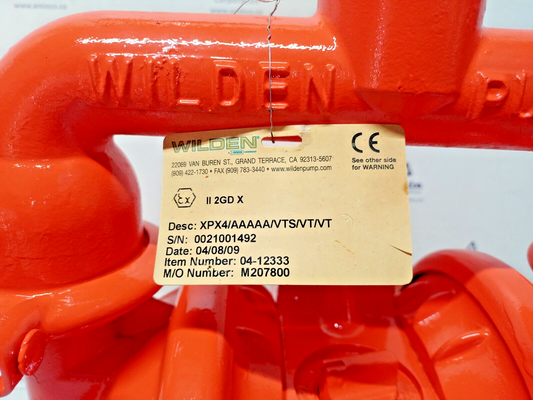 WILDEN PU
WILDEN
22069 VAN BUREN ST., GRAND TERRACE, CA 92313-5607
(909) 422-1730 • FAX (909) 783-3440 • www.wildenpump.com
CE
See other side
for WARNING
Ex II 2GD X
Desc: XPX4/AAAAA/VTS/VT/VT
S/N: 0021001492
Date: 04/08/09
Item Number: 04-12333
M/O Number: M207800